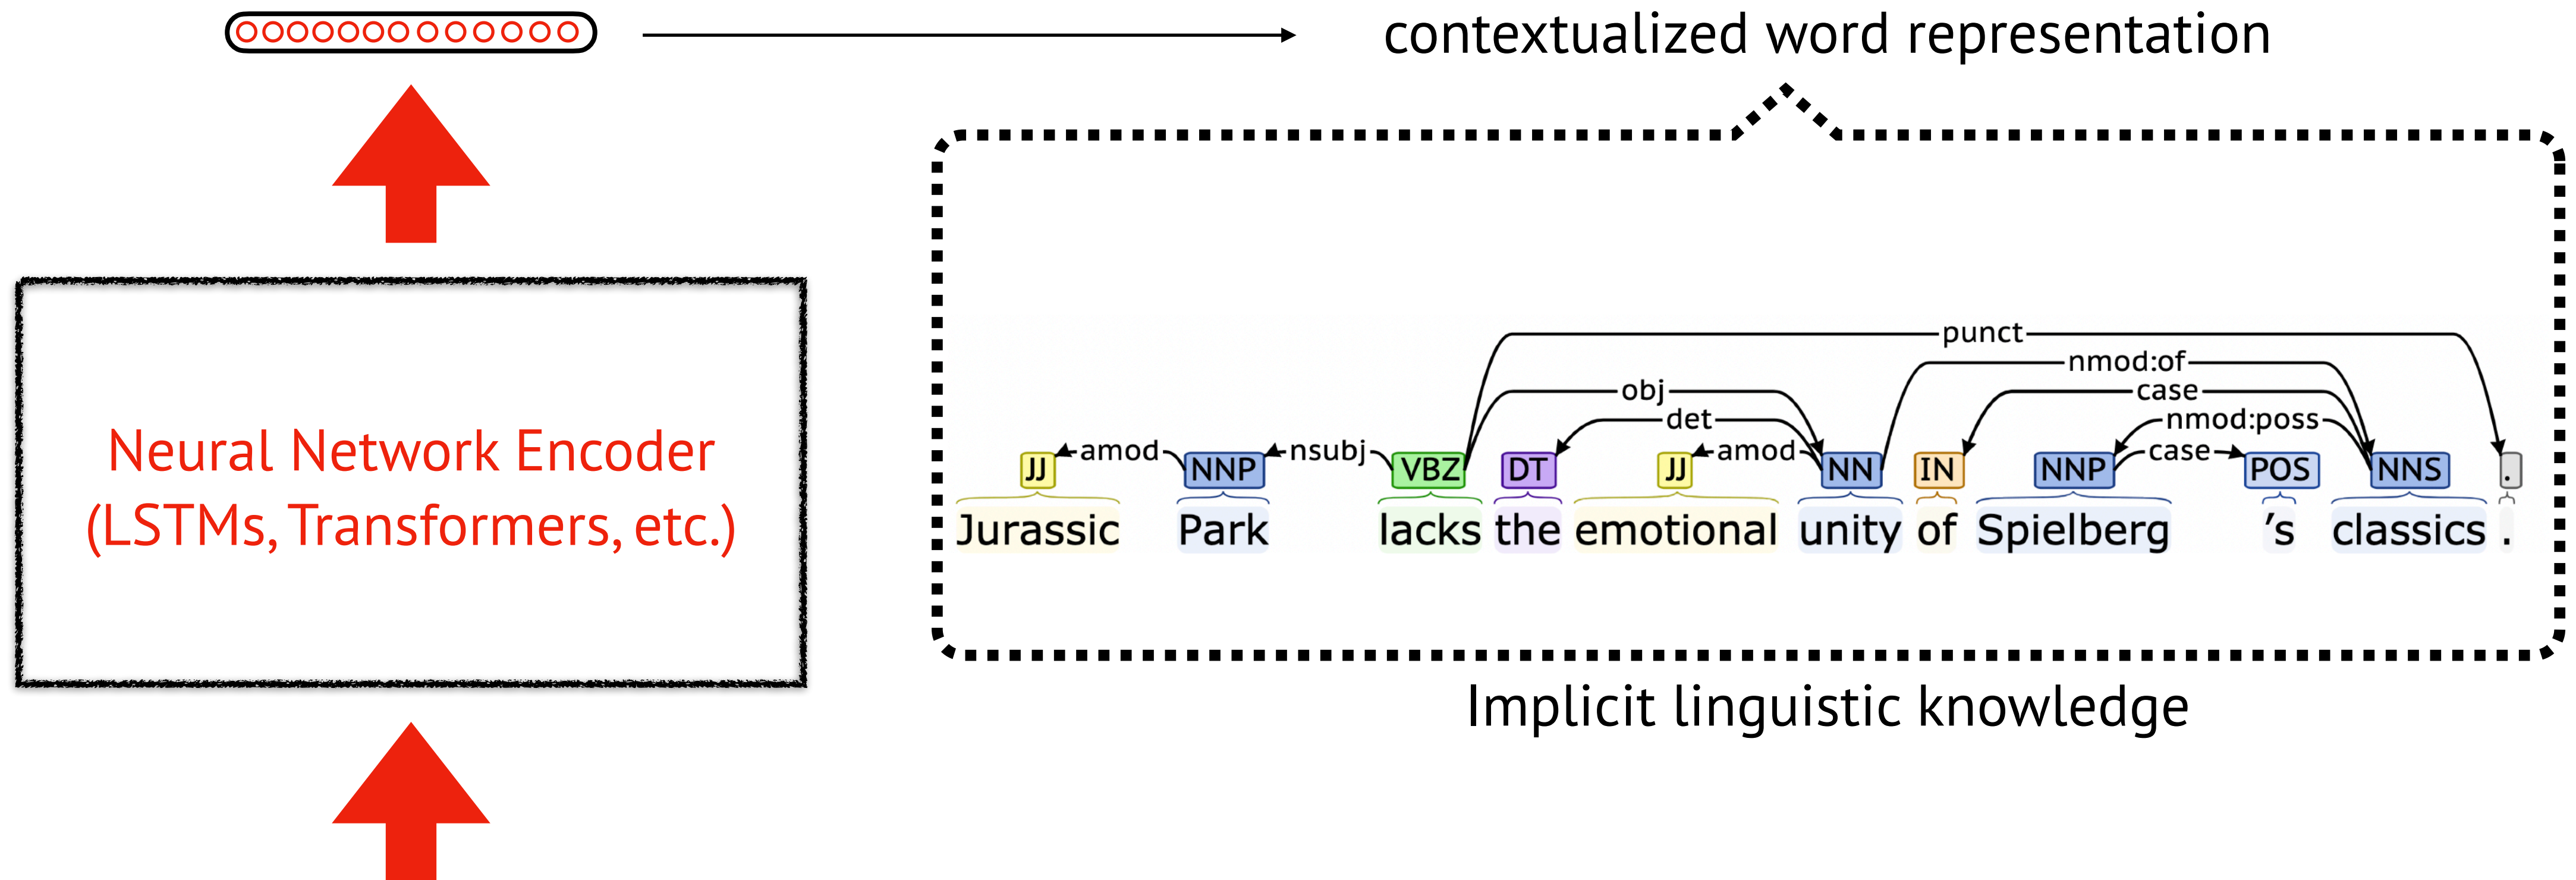 contextualized word representation
Neural Network Encoder
(LSTMs, Transformers, etc.)
punct
nmod:of
obj
case
det
nmod:poss
amod
nsubj
amod
case
JJ NNP VBZ DT JJ NN IN NNP POS NNS .
Jurassic Park lacks the emotional unity of Spielberg ’s classics .
Implicit linguistic knowledge